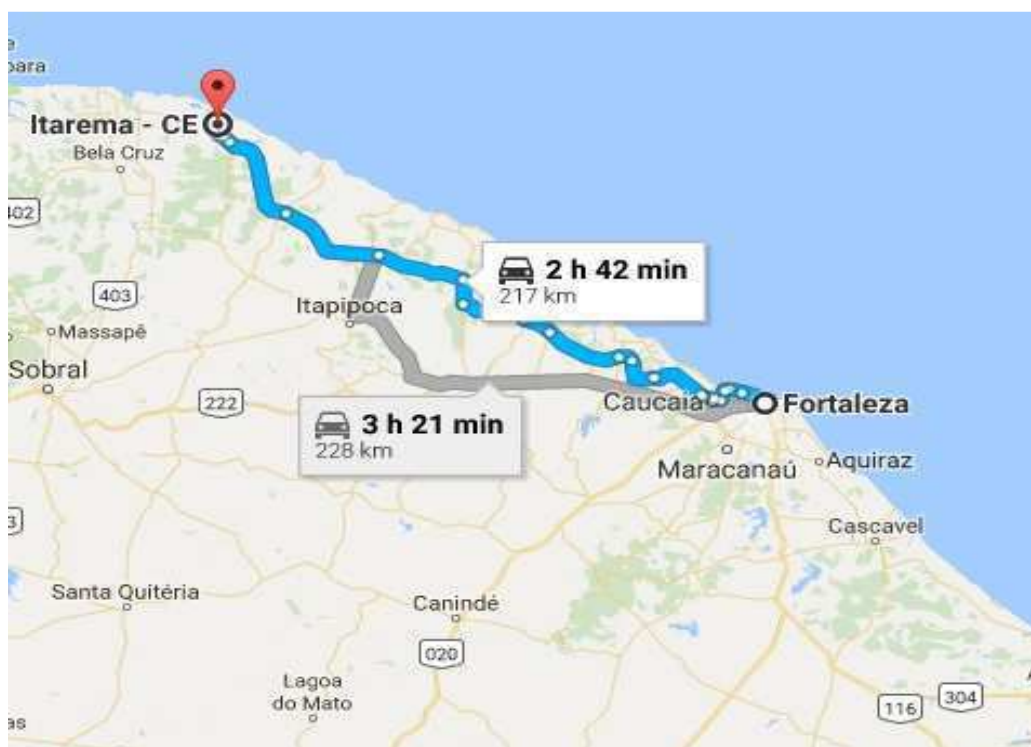 Itarema - CE
Bela Cruz
402
2 h 42 min
217 km
403
Itapipoca
Massapê
Sobral
222
Caucaia
Fortaleza
3 h 21 min
228 km
Maracanaú
Aquiraz
Cascavel
Santa Quitéria
Canindé
020
Lagoa
do Mato
304
116